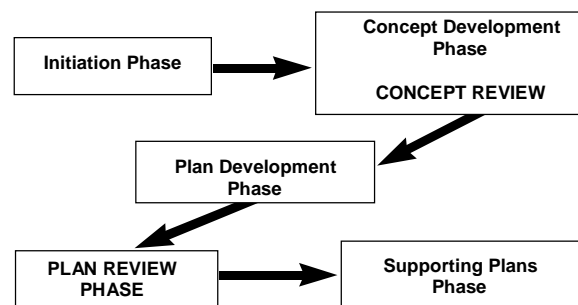 Initiation Phase
Concept Development
Phase
CONCEPT REVIEW
Plan Development
Phase
PLAN REVIEW
PHASE
Supporting Plans
Phase